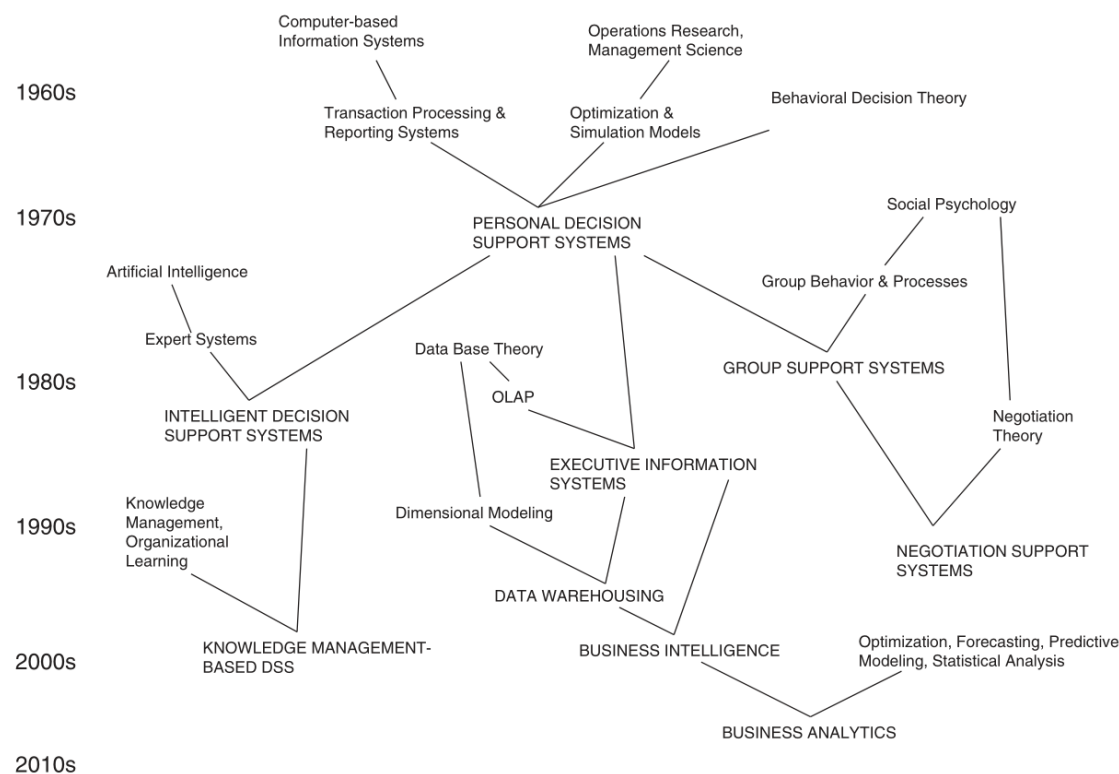 Computer-based
Information Systems
Operations Research,
Management Science
1960s
Transaction Processing &
Reporting Systems
Optimization &
Simulation Models
Behavioral Decision Theory
1970s
PERSONAL DECISION
SUPPORT SYSTEMS
Social Psychology
Artificial Intelligence
Group Behavior & Processes
Expert Systems
Data Base Theory
GROUP SUPPORT SYSTEMS
1980s
OLAP
INTELLIGENT DECISION
SUPPORT SYSTEMS
Negotiation
Theory
EXECUTIVE INFORMATION
SYSTEMS
Knowledge
Management,
Organizational
Learning
Dimensional Modeling
1990s
NEGOTIATION SUPPORT
SYSTEMS
DATA WAREHOUSING
KNOWLEDGE MANAGEMENT-
BASED DSS
BUSINESS INTELLIGENCE
Optimization, Forecasting, Predictive
Modeling, Statistical Analysis
2000s
BUSINESS ANALYTICS
2010s